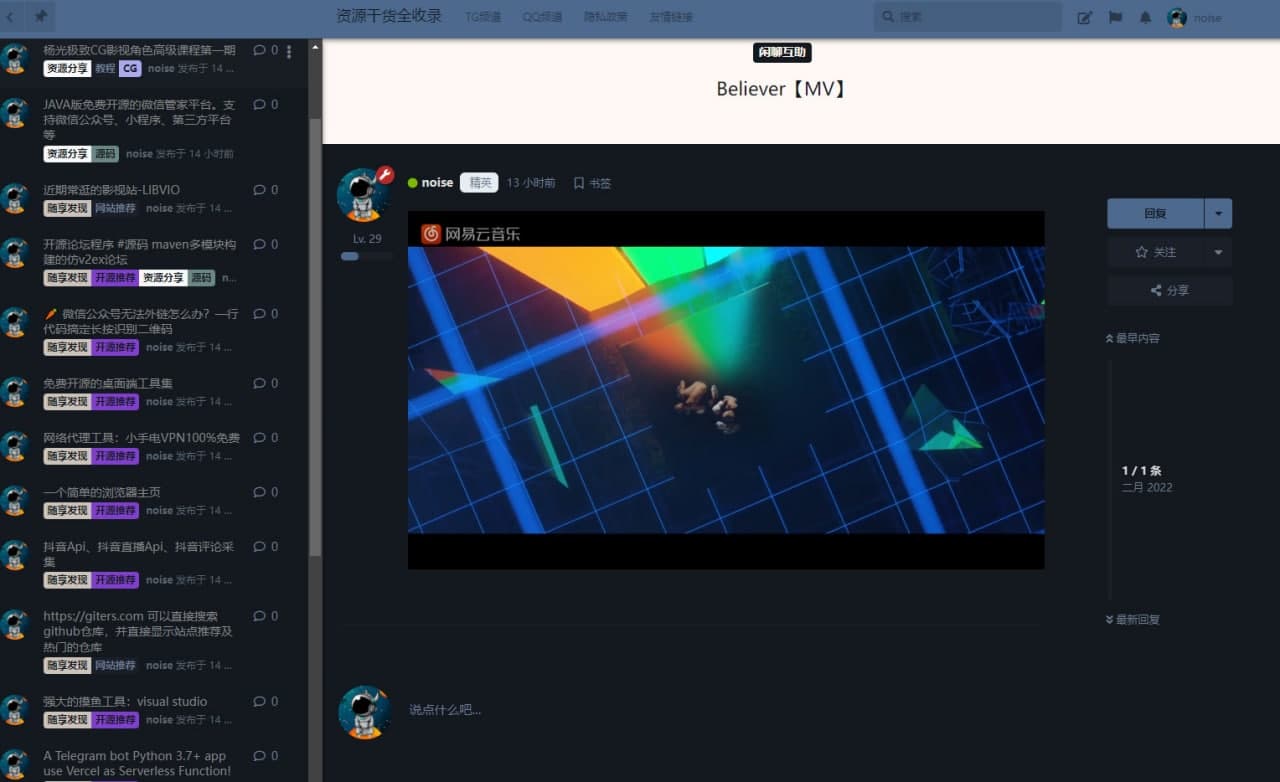 资源干货全收录 TG频道 QQ频道 隐私政策 友情链接 搜索 noise
杨光极致CG影视角色高级课程第一期 0
资源分享 教程 CG noise 发布于 14 ...
JAVA版免费开源的微信管家平台。支 0
持微信公众号、小程序、第三方平台
等
资源分享 源码 noise 发布于 14 小时前
近期常逛的影视站-LIBVIO 0
随享发现 网站推荐 noise 发布于 14 ...
开源论坛程序 #源码 maven多模块构 0
建的仿v2ex论坛
随享发现 开源推荐 资源分享 源码 n...
微信公众号无法外链怎么办？一行 0
代码搞定长按识别二维码
随享发现 开源推荐 noise 发布于 14 ...
免费开源的桌面端工具集 0
随享发现 开源推荐 noise 发布于 14 ...
网络代理工具：小手电VPN100%免费 0
随享发现 开源推荐 noise 发布于 14 ...
一个简单的浏览器主页 0
随享发现 开源推荐 noise 发布于 14 ...
抖音Api、抖音直播Api、抖音评论采 0
集
随享发现 开源推荐 noise 发布于 14 ...
https://giters.com 可以直接搜索 0
github仓库，并直接显示站点推荐及
热门的仓库
随享发现 网站推荐 noise 发布于 14 ...
强大的摸鱼工具：visual studio 0
随享发现 开源推荐 noise 发布于 14 ...
A Telegram bot Python 3.7+ app 0
use Vercel as Serverless Function!
闲聊互助
Believer【MV】
noise 精英 13 小时前 书签
Lv. 29
网易云音乐
回复
关注
分享
最早内容
1 / 1 条
二月 2022
最新回复
说点什么吧...